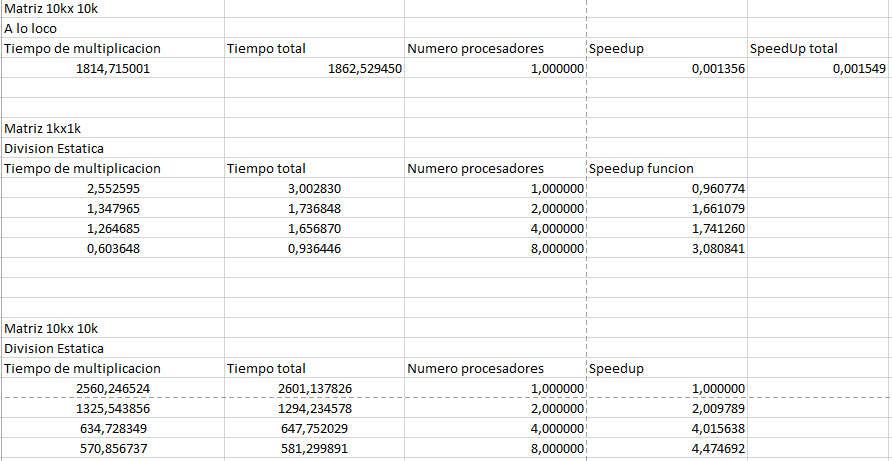 Matriz 10kx 10k
A lo loco
Tiempo de multiplicacion Tiempo total Numero procesadores Speedup SpeedUp total
1814,715001 1862,529450 1,000000 0,001356 0,001549
Matriz 1kx1k
Division Estatica
Tiempo de multiplicacion Tiempo total Numero procesadores Speedup funcion
2,552595 3,002830 1,000000 0,960774
1,347965 1,736848 2,000000 1,661079
1,264685 1,656870 4,000000 1,741260
0,603648 0,936446 8,000000 3,080841
Matriz 10kx 10k
Division Estatica
Tiempo de multiplicacion Tiempo total Numero procesadores Speedup
2560,246524 2601,137826 1,000000 1,000000
1325,543856 1294,234578 2,000000 2,009789
634,728349 647,752029 4,000000 4,015638
570,856737 581,299891 8,000000 4,474692